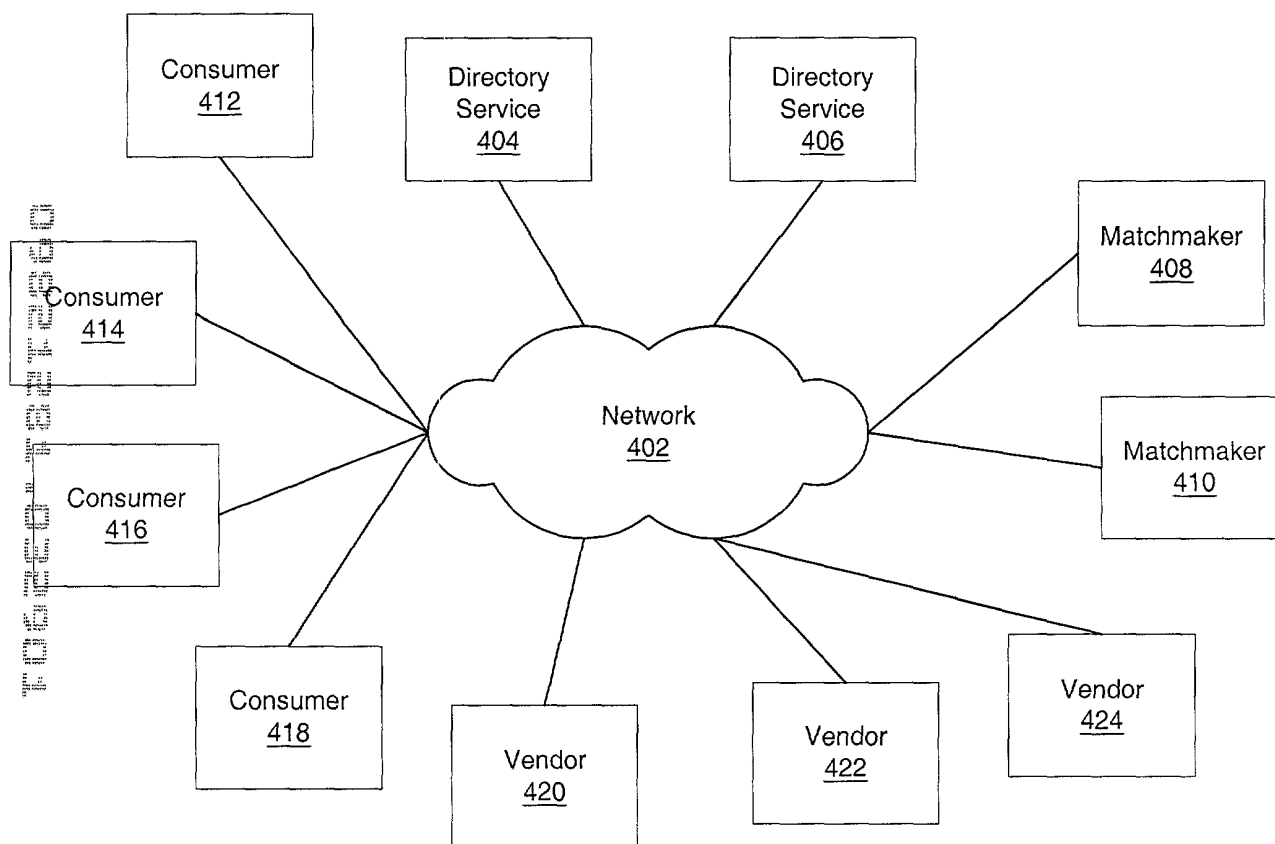 Consumer
412
Directory
Service
404
Directory
Service
406
Matchmaker
408
Consumer
414
Network
402
Matchmaker
410
Consumer
416
Consumer
418
Vendor
420
Vendor
422
Vendor
424